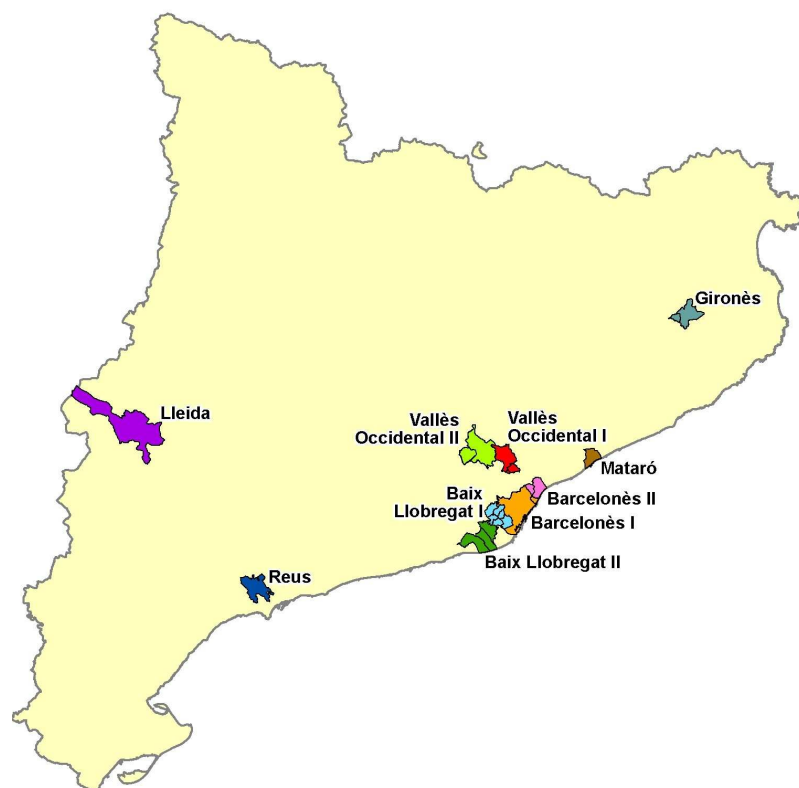 Gironès
Lleida
Vallès
Occidental II
Vallès
Occidental I
Mataró
Baix
Llobregat I
Barcelonès II
Barcelonès I
Baix Llobregat II
Reus